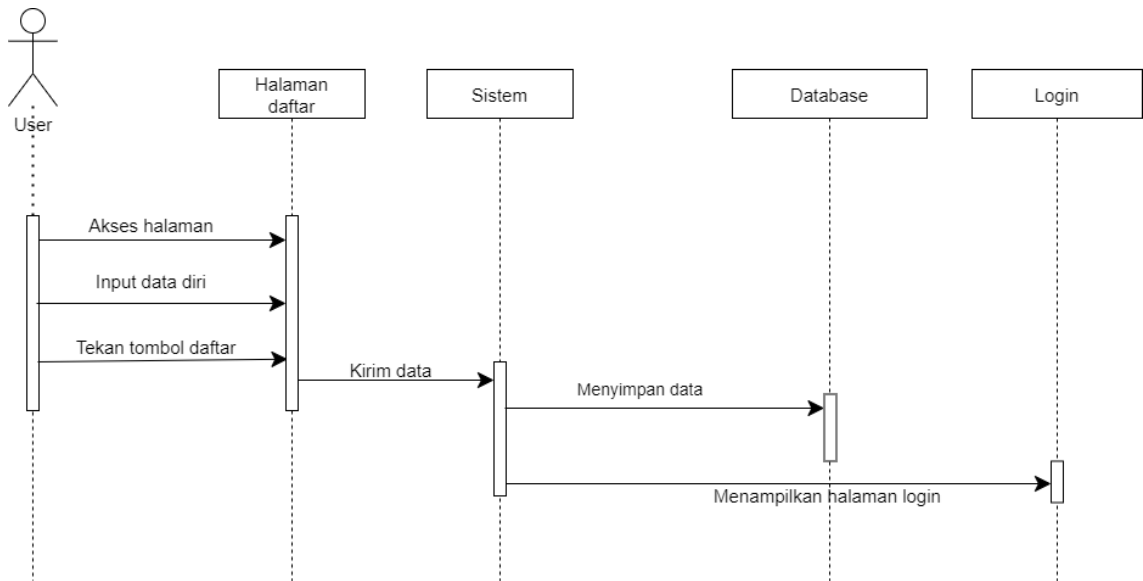 Halaman
daftar
Sistem
Database
Login
User
Akses halaman
Input data diri
Tekan tombol daftar
Kirim data
Menyimpan data
Menampilkan halaman login